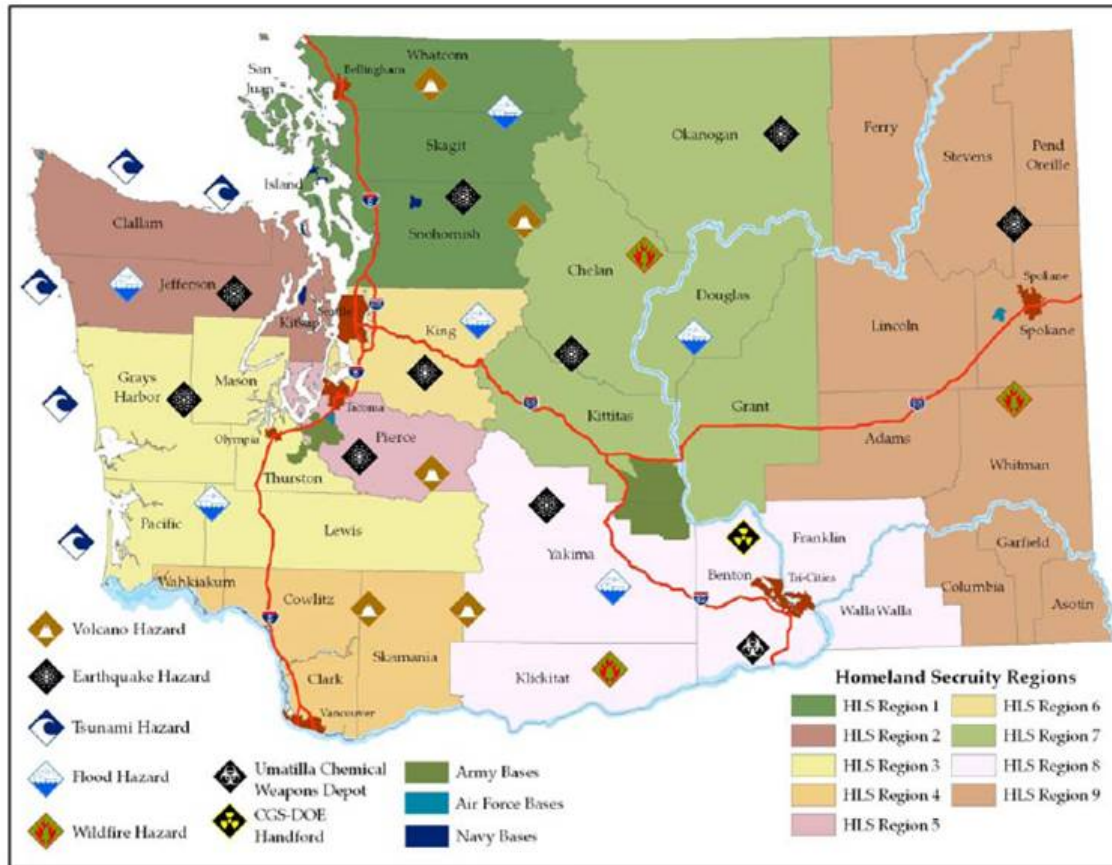 Whatcom
San
Juan
Bellingham
Okanogan
Ferry
Stevens
Pend
Oreille
Skagit
Island
Clallam
Snohomish
Chelan
Jefferson
Douglas
Spokane
Seattle
King
Kitsap
Lincoln
Spokane
Grays
Harbor
Mason
Tacoma
Kittitas
Grant
Adams
Olympia
Pierce
Whitman
Thurston
Pacific
Lewis
Yakima
Franklin
Garfield
Wahkiakum
Benton
Tri-Cities
Columbia
Cowlitz
Walla Walla
Asotin
Skamania
Klickitat
Clark
Vancouver
Volcano Hazard
Earthquake Hazard
Tsunami Hazard
Flood Hazard
Wildfire Hazard
Umatilla Chemical
Weapons Depot
CGS-DOE
Handford
Army Bases
Air Force Bases
Navy Bases
Homeland Secruity Regions
HLS Region 1
HLS Region 2
HLS Region 3
HLS Region 4
HLS Region 5
HLS Region 6
HLS Region 7
HLS Region 8
HLS Region 9